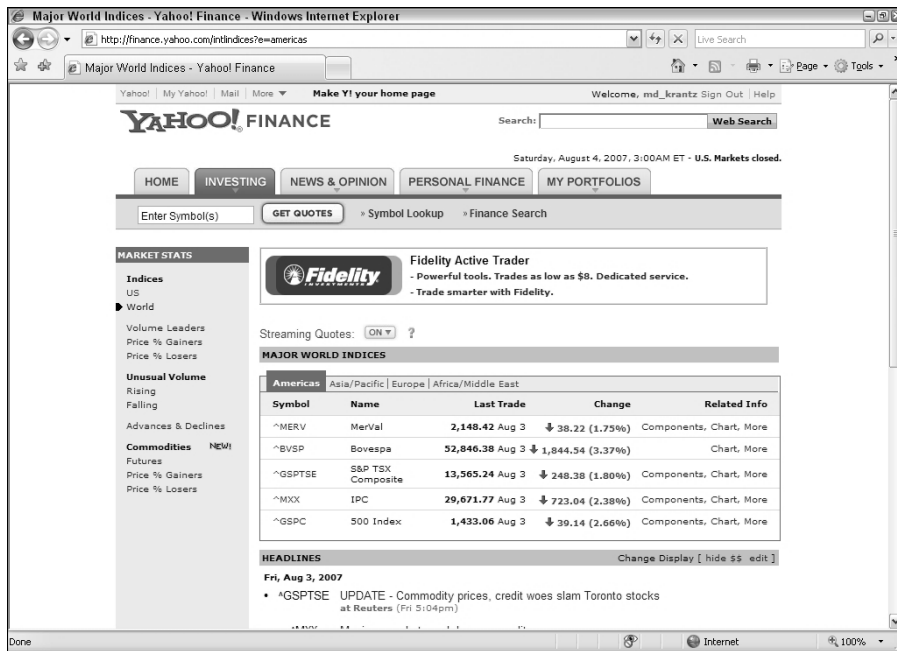 Major World Indices - Yahoo! Finance - Windows Internet Explorer
http://finance.yahoo.com/intlindices?e=americas
Live Search
Major World Indices - Yahoo! Finance
Page
Tools
Yahoo! | My Yahoo! | Mail | More ▼ Make Y! your home page
Welcome, md_krantz Sign Out | Help
YAHOO! FINANCE
Search:
Web Search
Saturday, August 4, 2007, 3:00AM ET - U.S. Markets closed.
HOME INVESTING NEWS & OPINION PERSONAL FINANCE MY PORTFOLIOS
Enter Symbol(s) GET QUOTES » Symbol Lookup » Finance Search
MARKET STATS
Indices
US
World
Volume Leaders
Price % Gainers
Price % Losers
Unusual Volume
Rising
Falling
Advances & Declines
Commodities NEW!
Futures
Price % Gainers
Price % Losers
Fidelity INVESTMENTS
Fidelity Active Trader
- Powerful tools. Trades as low as $8. Dedicated service.
- Trade smarter with Fidelity.
Streaming Quotes: ON ▼ ?
MAJOR WORLD INDICES
Americas Asia/Pacific | Europe | Africa/Middle East
Symbol Name Last Trade Change Related Info
^MERV MerVal 2,148.42 Aug 3 38.22 (1.75%) Components, Chart, More
^BVSP Bovespa 52,846.38 Aug 3 1,844.54 (3.37%) Chart, More
^GSPTSE S&P TSX Composite 13,565.24 Aug 3 248.38 (1.80%) Components, Chart, More
^MXX IPC 29,671.77 Aug 3 723.04 (2.38%) Components, Chart, More
^GSPC 500 Index 1,433.06 Aug 3 39.14 (2.66%) Components, Chart, More
HEADLINES Change Display [ hide $$ edit ]
Fri, Aug 3, 2007
• ^GSPTSE UPDATE - Commodity prices, credit woes slam Toronto stocks
at Reuters (Fri 5:04pm)
Done
Internet
100%